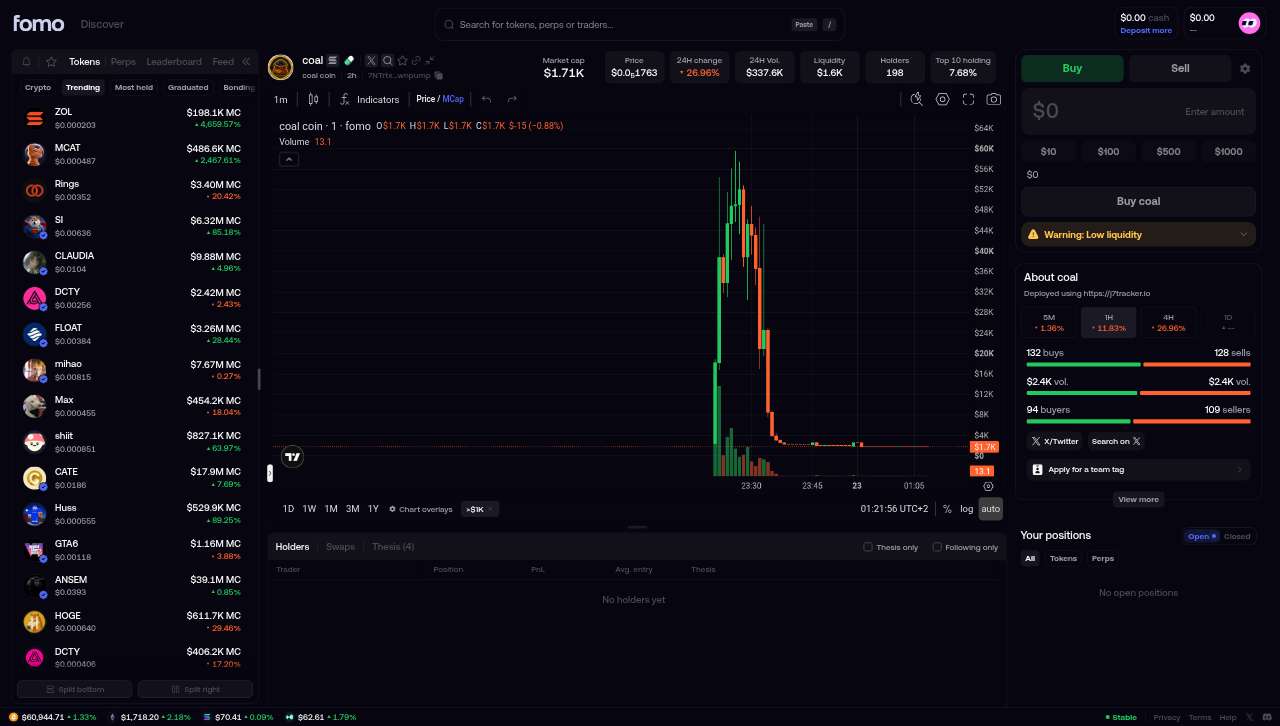 fomo
Discover
Search for tokens, perps or traders...
Paste
/
$0.00 cash
Deposit more
$0.00
—
Tokens
Perps
Leaderboard
Feed
Crypto
Trending
Most held
Graduated
Bonding
ZOL
$0.000203
$198.1K MC
4,659.57%
MCAT
$0.000487
$486.6K MC
2,467.61%
Rings
$0.00352
$3.40M MC
20.42%
SI
$0.00636
$6.32M MC
85.18%
CLAUDIA
$0.0104
$9.88M MC
4.96%
DCTY
$0.00256
$2.42M MC
2.43%
FLOAT
$0.00384
$3.26M MC
28.44%
mihao
$0.00815
$7.67M MC
0.27%
Max
$0.000455
$454.2K MC
18.04%
shiit
$0.000851
$827.1K MC
63.97%
CATE
$0.0186
$17.9M MC
7.69%
Huss
$0.000555
$529.9K MC
89.25%
GTA6
$0.00118
$1.16M MC
3.88%
ANSEM
$0.0393
$39.1M MC
0.85%
HOGE
$0.000640
$611.7K MC
29.46%
DCTY
$0.000406
$406.2K MC
17.20%
Split bottom
Split right
coal
coal coin
2h
7NTrts...wnpump
Market cap
$1.71K
Price
$0.0₅1763
24H change
26.96%
24H Vol.
$337.6K
Liquidity
$1.6K
Holders
198
Top 10 holding
7.68%
1m
Indicators
Price / MCap
coal coin · 1 · fomo O$1.7K H$1.7K L$1.7K C$1.7K $-15 (−0.88%)
Volume 13.1
$64K
$60K
$56K
$52K
$48K
$44K
$40K
$36K
$32K
$28K
$24K
$20K
$16K
$12K
$8K
$4K
$1.7K
$0
13.1
23:30
23:45
23
01:05
1D
1W
1M
3M
1Y
Chart overlays
>$1K
01:21:56 UTC+2
%
log
auto
Holders
Swaps
Thesis (4)
Thesis only
Following only
Trader
Position
PnL
Avg. entry
Thesis
No holders yet
Buy
Sell
$0
Enter amount
$10
$100
$500
$1000
$0
Buy coal
Warning: Low liquidity
About coal
Deployed using https://j7tracker.io
5M
1.36%
1H
11.83%
4H
26.96%
1D
--
132 buys
128 sells
$2.4K vol.
$2.4K vol.
94 buyers
109 sellers
X/Twitter
Search on
Apply for a team tag
View more
Your positions
Open
Closed
All
Tokens
Perps
No open positions
$60,944.71 1.33%
$1,718.20 2.18%
$70.41 0.09%
$62.61 1.79%
Stable
Privacy
Terms
Help